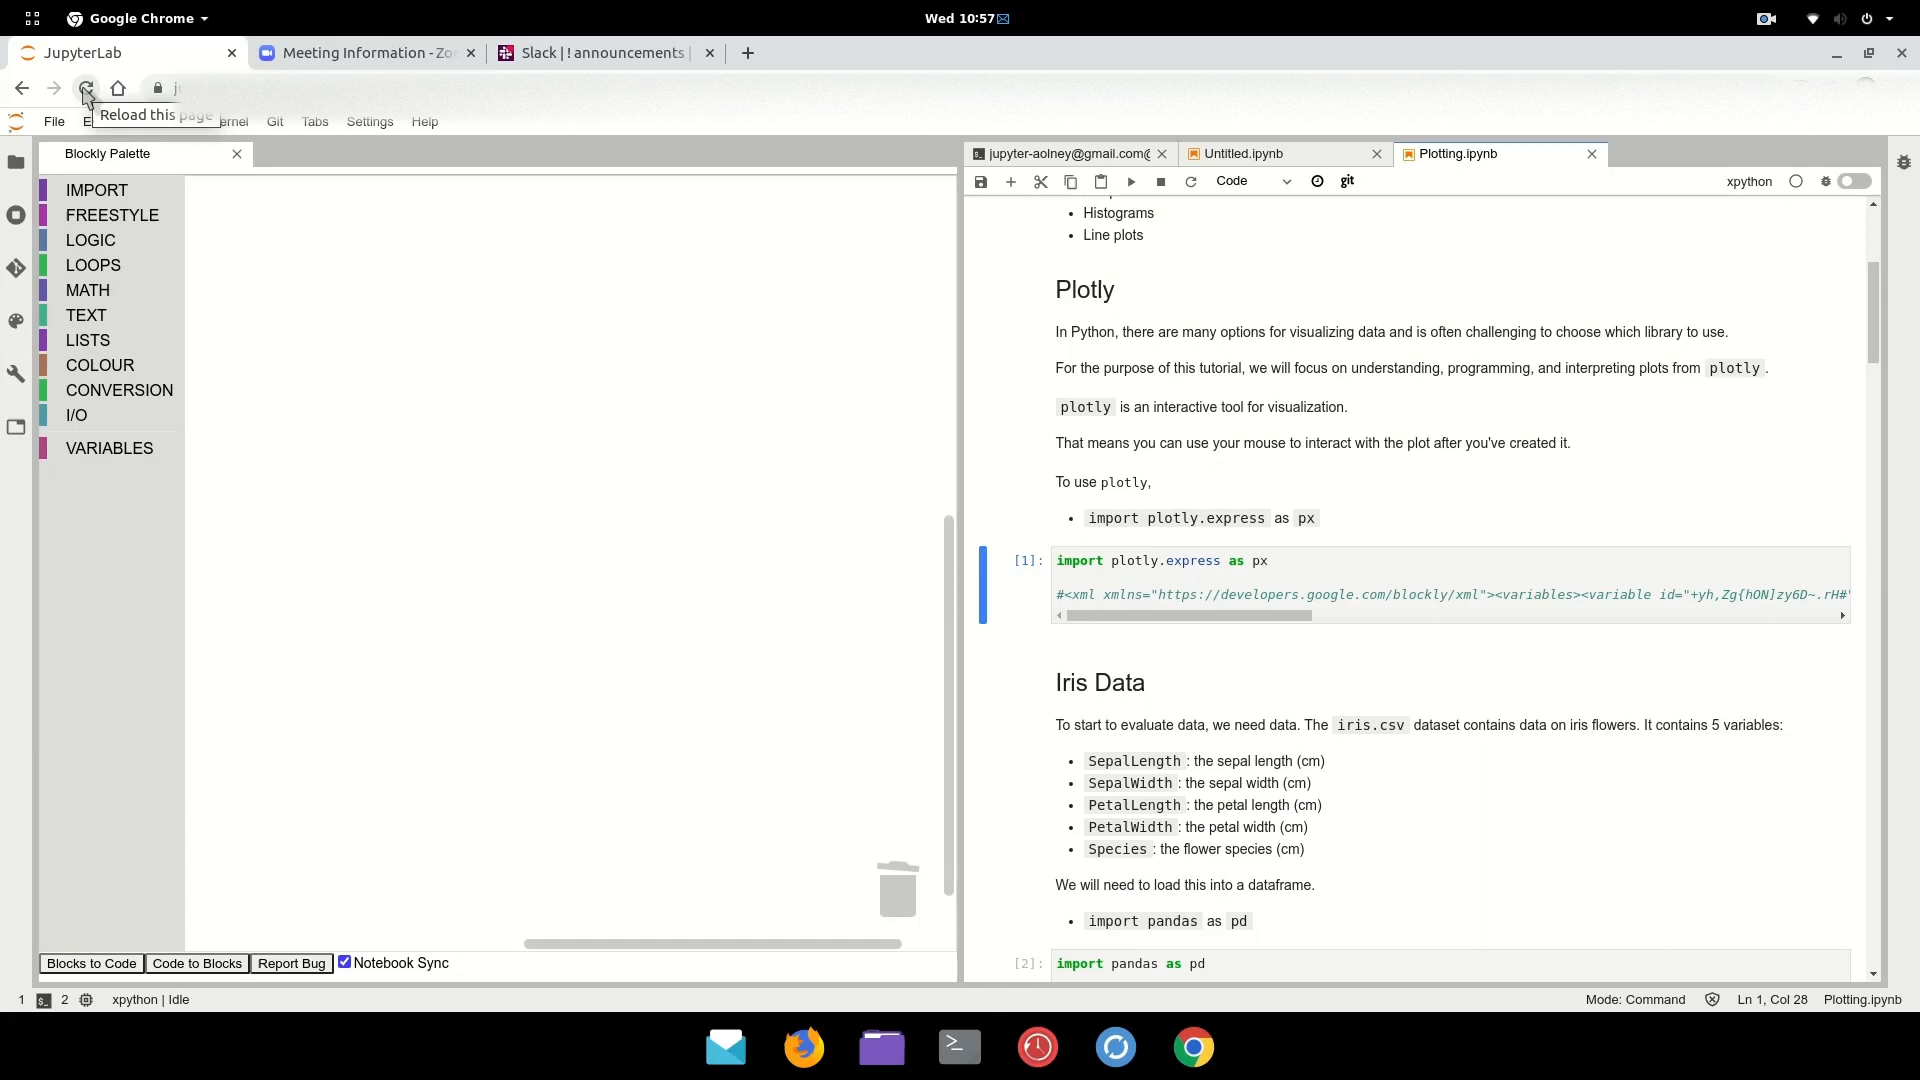 Google Chrome
Wed 10:57
JupyterLab
Meeting Information - Zo
Slack | ! announcements |
Reload this page
File
ernel Git Tabs Settings Help
Blockly Palette
jupyter-aolney@gmail.com@
Untitled.ipynb
Plotting.ipynb
Code
git
xpython
IMPORT
FREESTYLE
LOGIC
LOOPS
MATH
TEXT
LISTS
COLOUR
CONVERSION
I/O
VARIABLES
• Histograms
• Line plots
Plotly
In Python, there are many options for visualizing data and is often challenging to choose which library to use.
For the purpose of this tutorial, we will focus on understanding, programming, and interpreting plots from plotly .
plotly is an interactive tool for visualization.
That means you can use your mouse to interact with the plot after you've created it.
To use plotly,
• import plotly.express as px
[1]: import plotly.express as px
#<xml xmlns="https://developers.google.com/blockly/xml"><variables><variable id="+yh,Zg{hON]zy6D~.rH#"
Iris Data
To start to evaluate data, we need data. The iris.csv dataset contains data on iris flowers. It contains 5 variables:
• SepalLength : the sepal length (cm)
• SepalWidth : the sepal width (cm)
• PetalLength : the petal length (cm)
• PetalWidth : the petal width (cm)
• Species : the flower species (cm)
We will need to load this into a dataframe.
• import pandas as pd
[2]: import pandas as pd
Blocks to Code Code to Blocks Report Bug Notebook Sync
1 2 xpython | Idle
Mode: Command Ln 1, Col 28 Plotting.ipynb